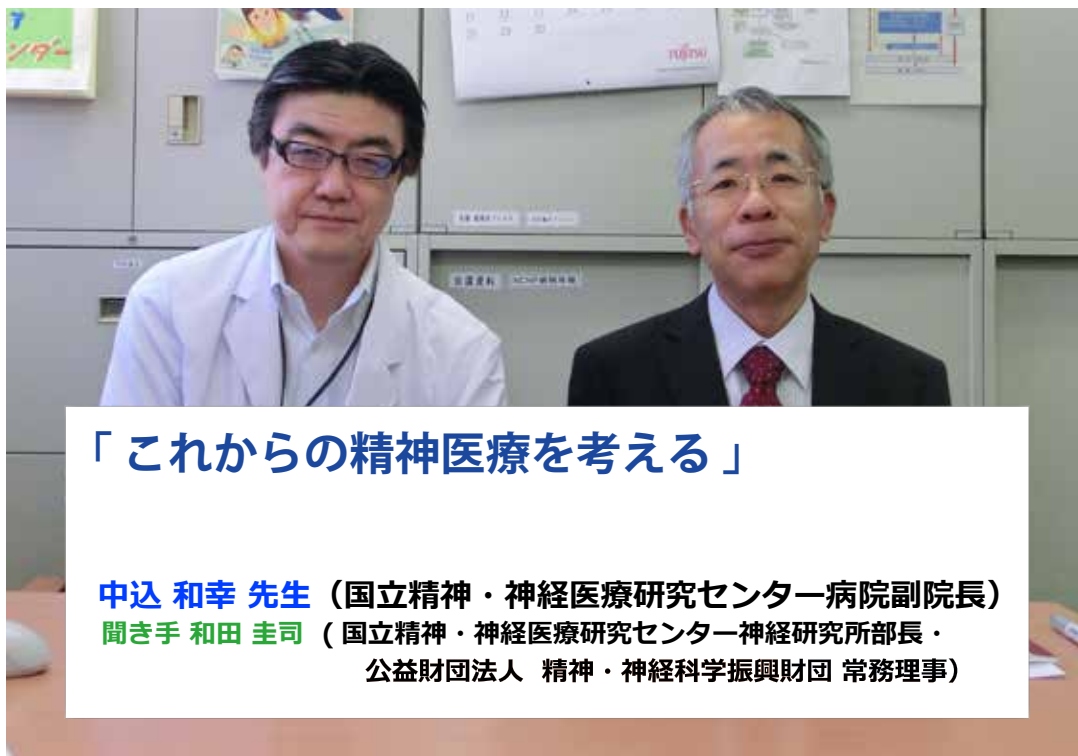 ンダー
FUJITSU
「これからの精神医療を考える」
中込 和幸 先生（国立精神・神経医療研究センター病院副院長）
聞き手 和田 圭司 ( 国立精神・神経医療研究センター神経研究所部長・
公益財団法人 精神・神経科学振興財団 常務理事）